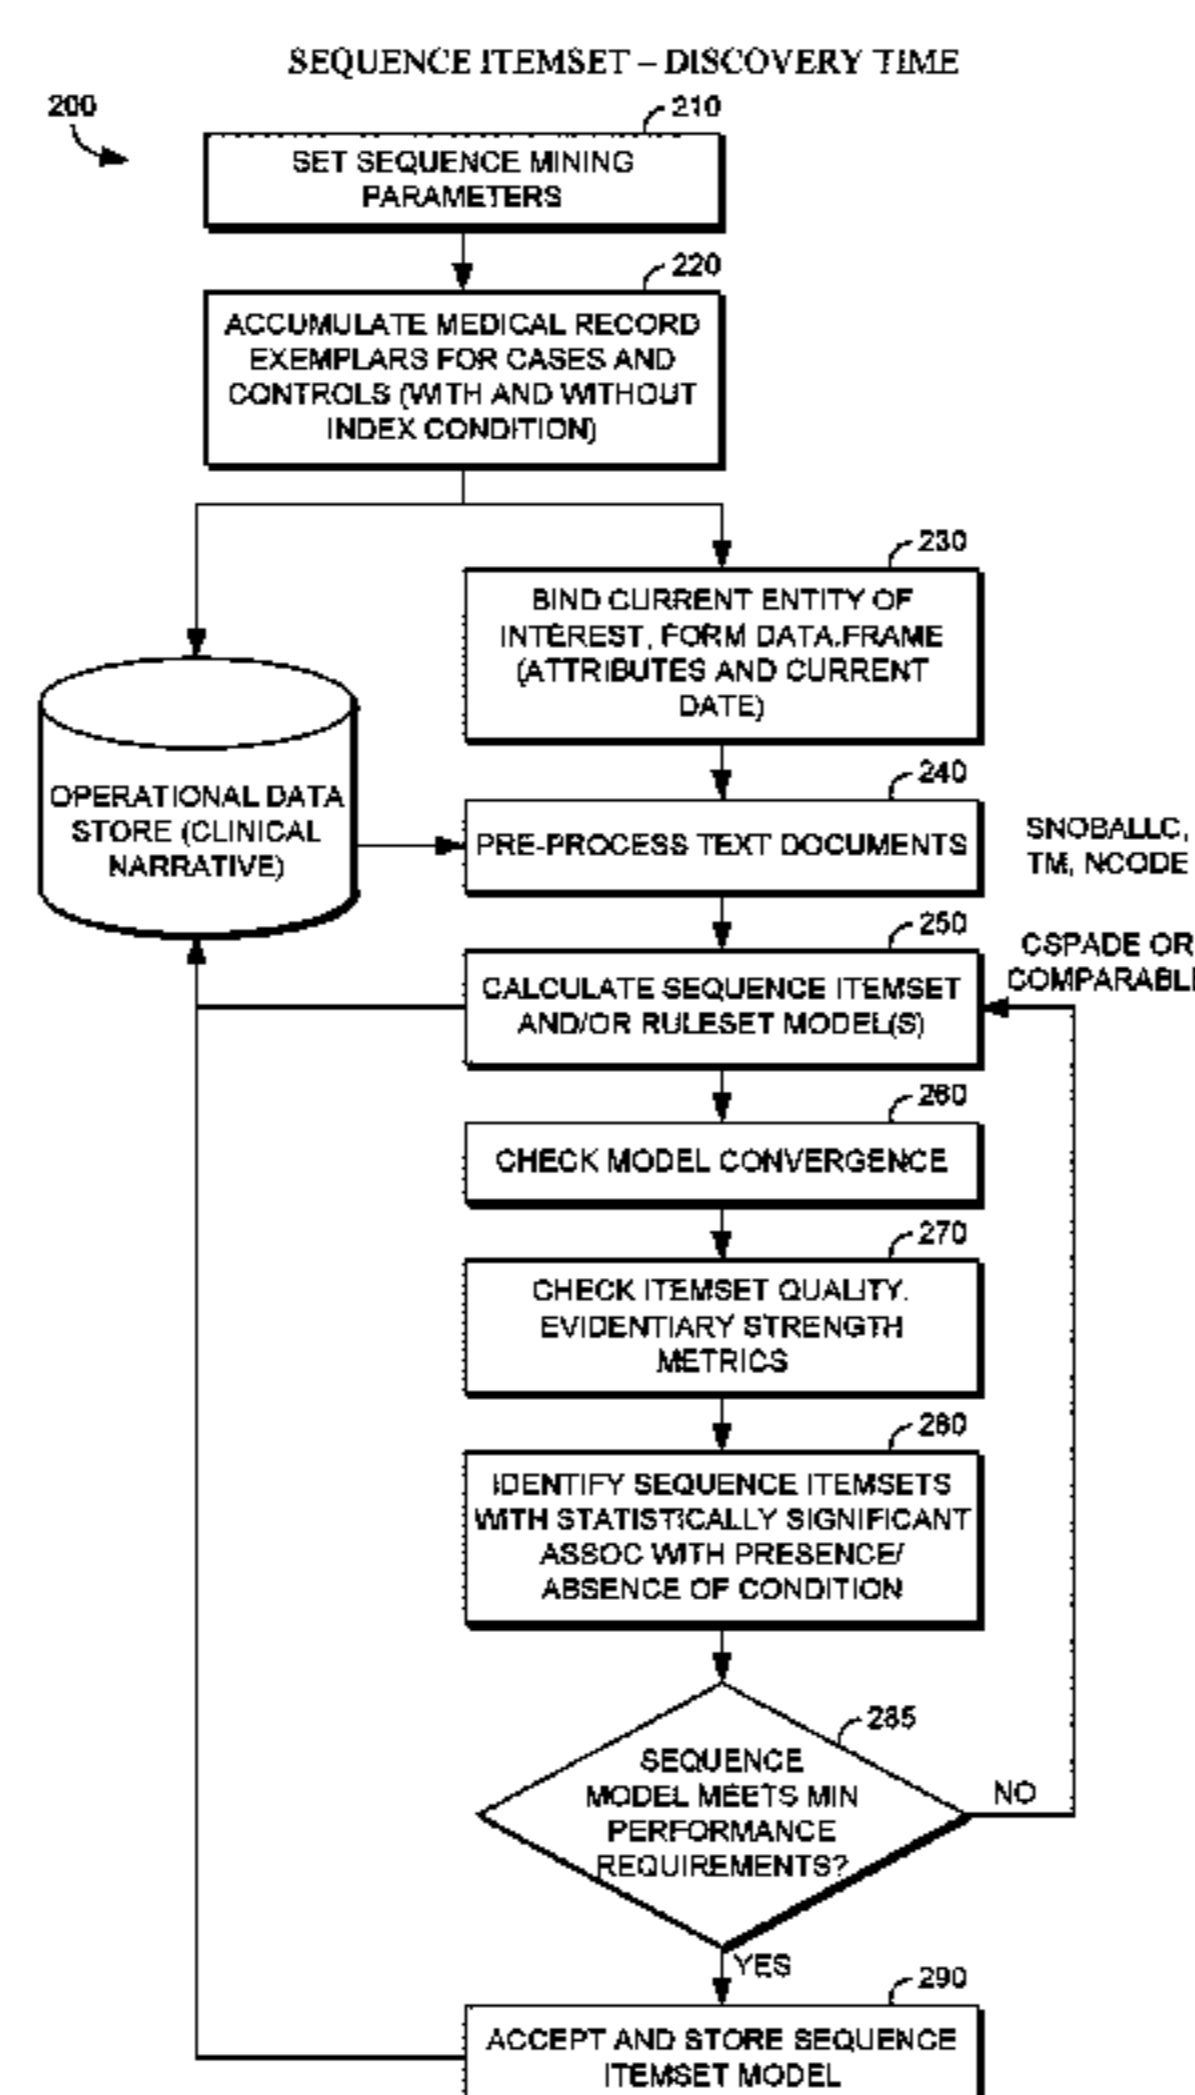 SEQUENCE ITEMSET – DISCOVERY TIME
200
210
SET SEQUENCE MINING
PARAMETERS
220
ACCUMULATE MEDICAL RECORD
EXEMPLARS FOR CASES AND
CONTROLS (WITH AND WITHOUT
INDEX CONDITION)
230
BIND CURRENT ENTITY OF
INTEREST, FORM DATA.FRAME
(ATTRIBUTES AND CURRENT
DATE)
OPERATIONAL DATA
STORE (CLINICAL
NARRATIVE)
240
PRE-PROCESS TEXT DOCUMENTS
SNOBALLC,
TM, NCODE
250
CALCULATE SEQUENCE ITEMSET
AND/OR RULESET MODEL(S)
CSPADE OR
COMPARABL
260
CHECK MODEL CONVERGENCE
270
CHECK ITEMSET QUALITY.
EVIDENTIARY STRENGTH
METRICS
280
IDENTIFY SEQUENCE ITEMSETS
WITH STATISTICALLY SIGNIFICANT
ASSOC WITH PRESENCE/
ABSENCE OF CONDITION
285
SEQUENCE
MODEL MEETS MIN
PERFORMANCE
REQUIREMENTS?
NO
YES
290
ACCEPT AND STORE SEQUENCE
ITEMSET MODEL